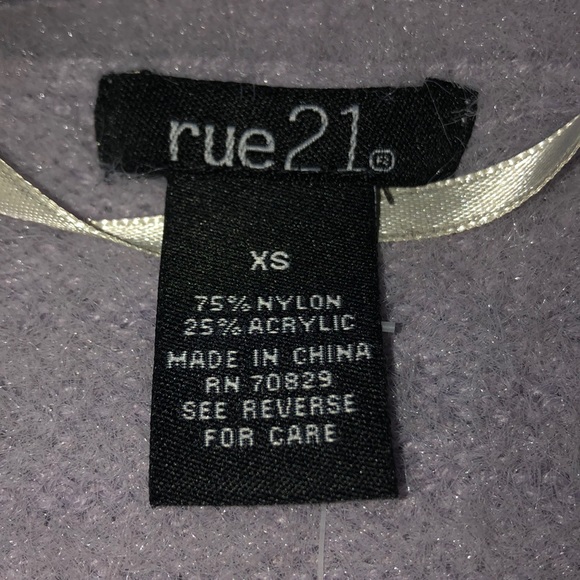 rue21®
XS
75% NYLON
25% ACRYLIC
MADE IN CHINA
RN 70829
SEE REVERSE
FOR CARE